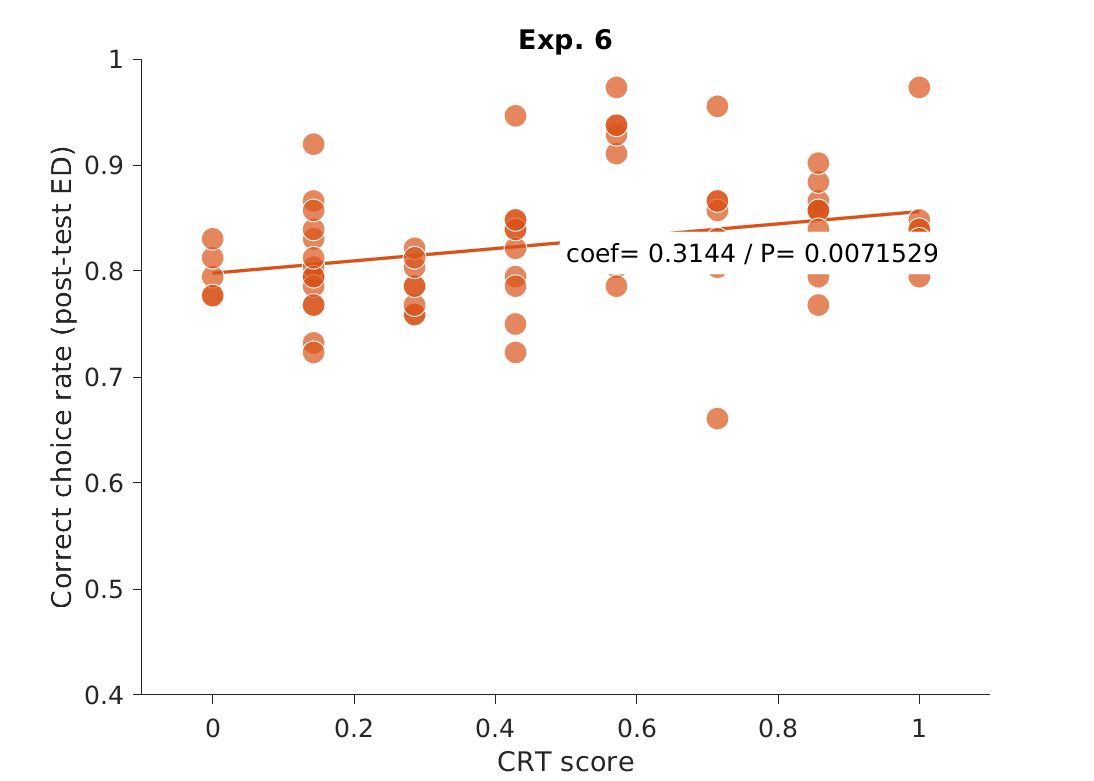 Exp. 6
Correct choice rate (post-test ED)
1
0.9
0.8
0.7
0.6
0.5
0.4
coef= 0.3144 / P= 0.0071529
0 0.2 0.4 0.6 0.8 1
CRT score